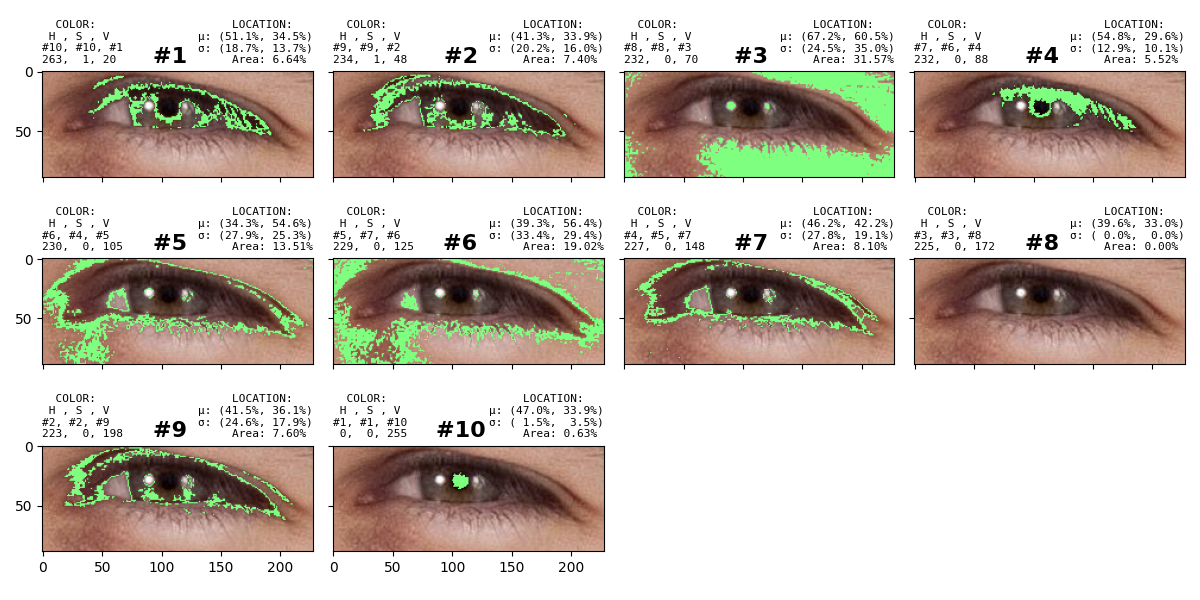 COLOR: LOCATION: COLOR: LOCATION: COLOR: LOCATION: COLOR: LOCATION:
H , S , V μ: (51.1%, 34.5%) H , S , V μ: (41.3%, 33.9%) H , S , V μ: (67.2%, 60.5%) H , S , V μ: (54.8%, 29.6%)
#10, #10, #1 #1 σ: (18.7%, 13.7%) #9, #9, #2 #2 σ: (20.2%, 16.0%) #8, #8, #3 #3 σ: (24.5%, 35.0%) #7, #6, #4 #4 σ: (12.9%, 10.1%)
263, 1, 20 Area: 6.64% 234, 1, 48 Area: 7.40% 232, 0, 70 Area: 31.57% 232, 0, 88 Area: 5.52%
0
50
COLOR: LOCATION: COLOR: LOCATION: COLOR: LOCATION: COLOR: LOCATION:
H , S , V μ: (34.3%, 54.6%) H , S , V μ: (39.3%, 56.4%) H , S , V μ: (46.2%, 42.2%) H , S , V μ: (39.6%, 33.0%)
#6, #4, #5 #5 σ: (27.9%, 25.3%) #5, #7, #6 #6 σ: (33.4%, 29.4%) #4, #5, #7 #7 σ: (27.8%, 19.1%) #3, #3, #8 #8 σ: ( 0.0%, 0.0%)
230, 0, 105 Area: 13.51% 229, 0, 125 Area: 19.02% 227, 0, 148 Area: 8.10% 225, 0, 172 Area: 0.00%
0
50
COLOR: LOCATION: COLOR: LOCATION:
H , S , V μ: (41.5%, 36.1%) H , S , V μ: (47.0%, 33.9%)
#2, #2, #9 #9 σ: (24.6%, 17.9%) #1, #1, #10 #10 σ: ( 1.5%, 3.5%)
223, 0, 198 Area: 7.60% 0, 0, 255 Area: 0.63%
0
50
0 50 100 150 200 0 50 100 150 200